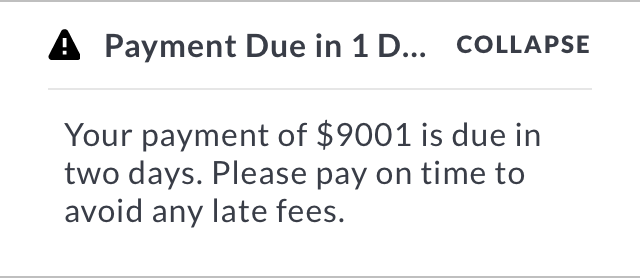 Payment Due in 1 D... COLLAPSE
Your payment of $9001 is due in
two days. Please pay on time to
avoid any late fees.